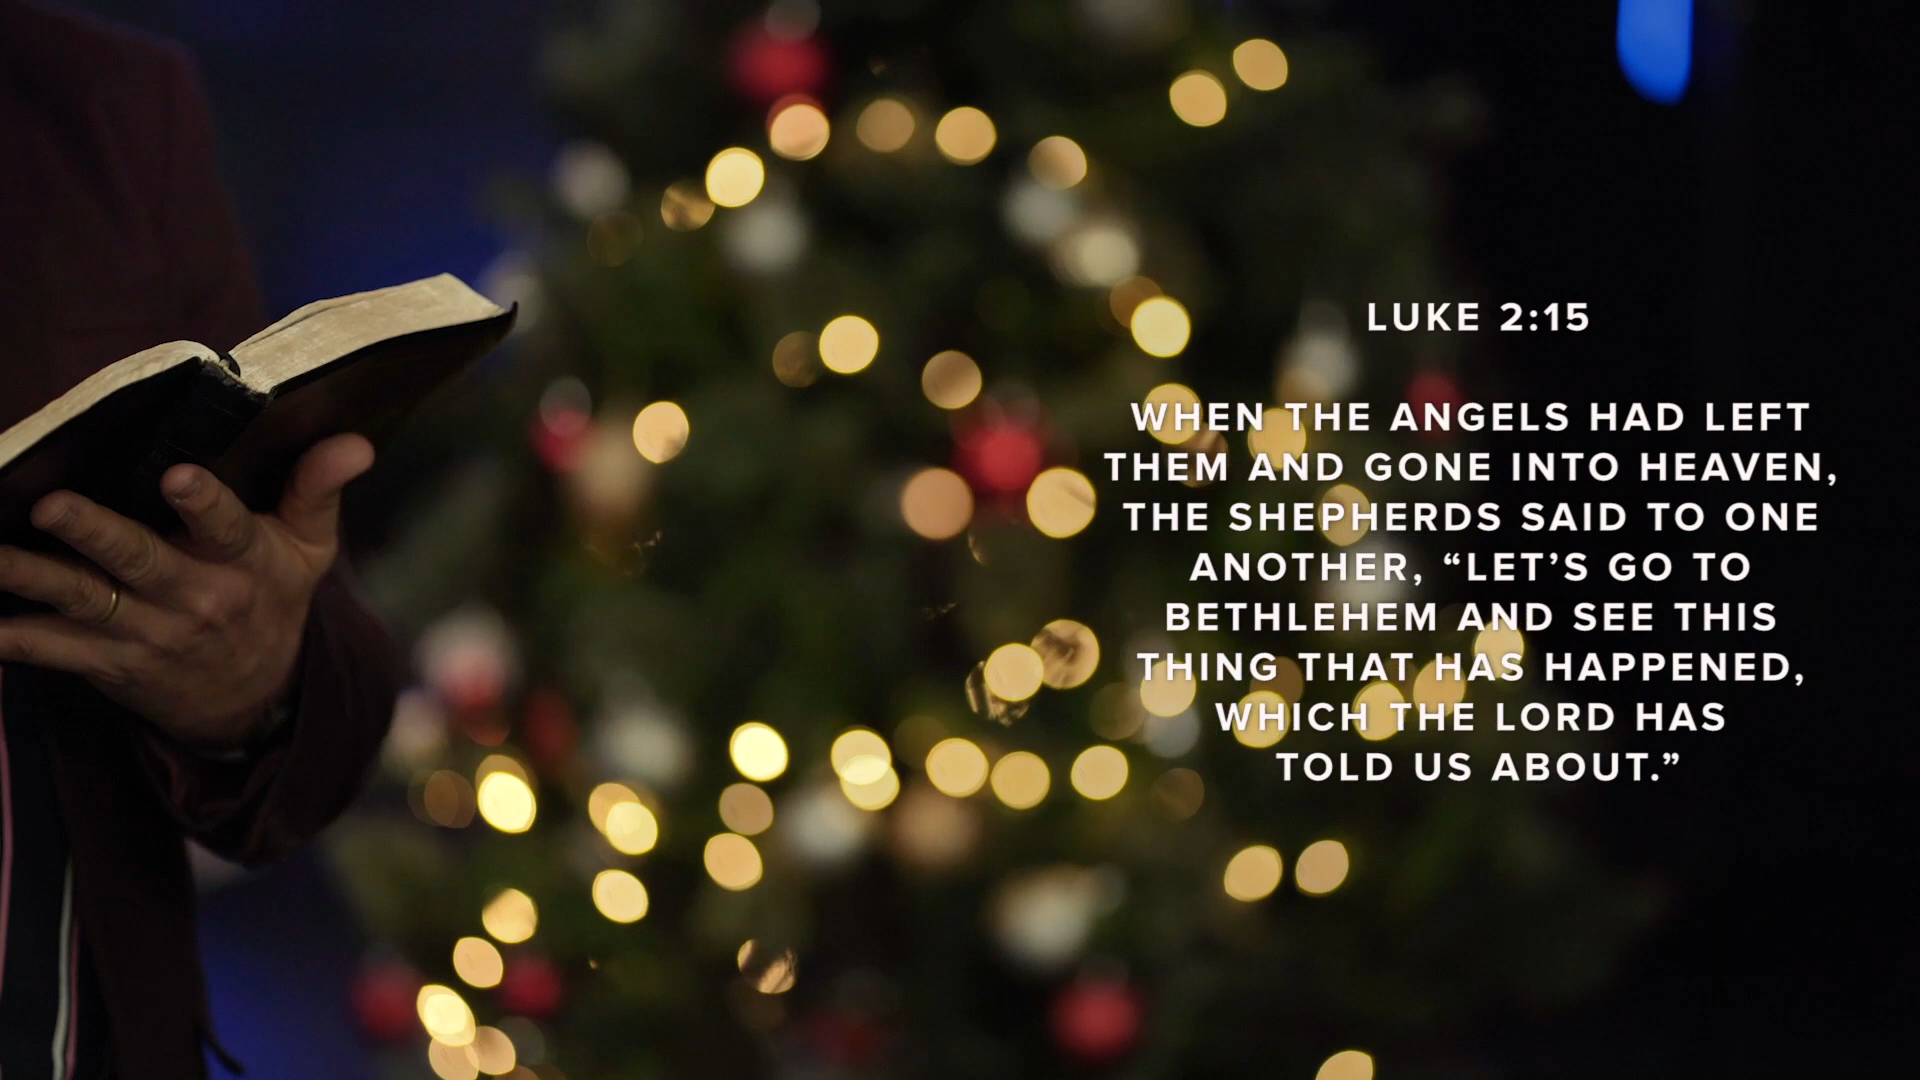 LUKE 2:15
WHEN THE ANGELS HAD LEFT
THEM AND GONE INTO HEAVEN,
THE SHEPHERDS SAID TO ONE
ANOTHER, “LET’S GO TO
BETHLEHEM AND SEE THIS
THING THAT HAS HAPPENED,
WHICH THE LORD HAS
TOLD US ABOUT.”